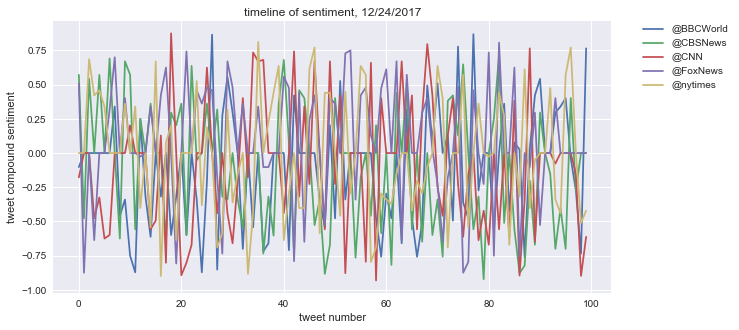 timeline of sentiment, 12/24/2017
@BBCWorld
@CBSNews
@CNN
@FoxNews
@nytimes
tweet compound sentiment
0.75
0.50
0.25
0.00
−0.25
−0.50
−0.75
−1.00
0 20 40 60 80 100
tweet number